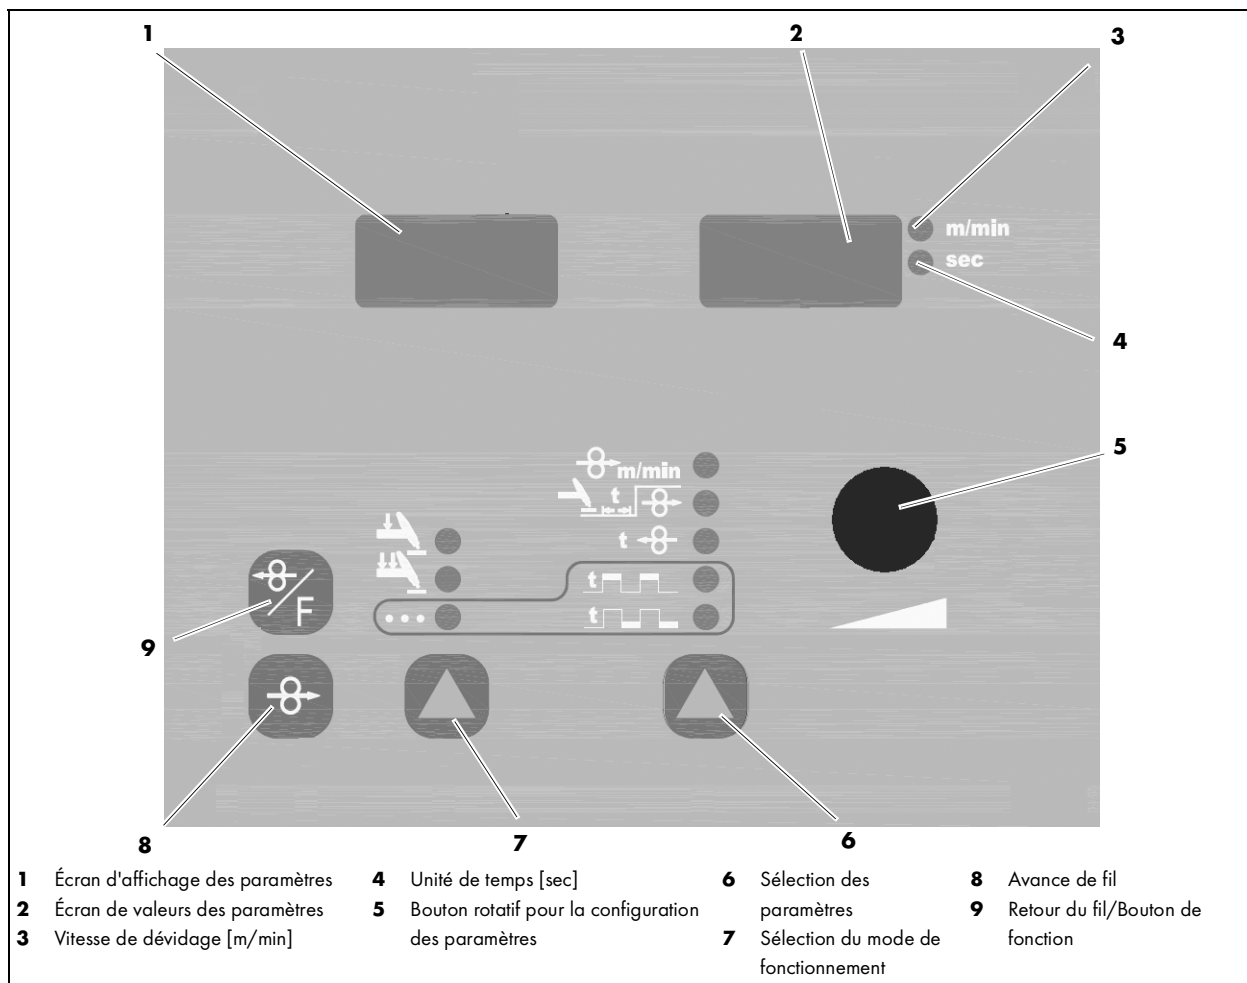 1
2
3
m/min
sec
4
5
m/min
t
t
t
F
t
9
8
7
6
1 Écran d'affichage des paramètres
2 Écran de valeurs des paramètres
3 Vitesse de dévidage [m/min]
4 Unité de temps [sec]
5 Bouton rotatif pour la configuration
des paramètres
6 Sélection des
paramètres
7 Sélection du mode de
fonctionnement
8 Avance de fil
9 Retour du fil/Bouton de
fonction